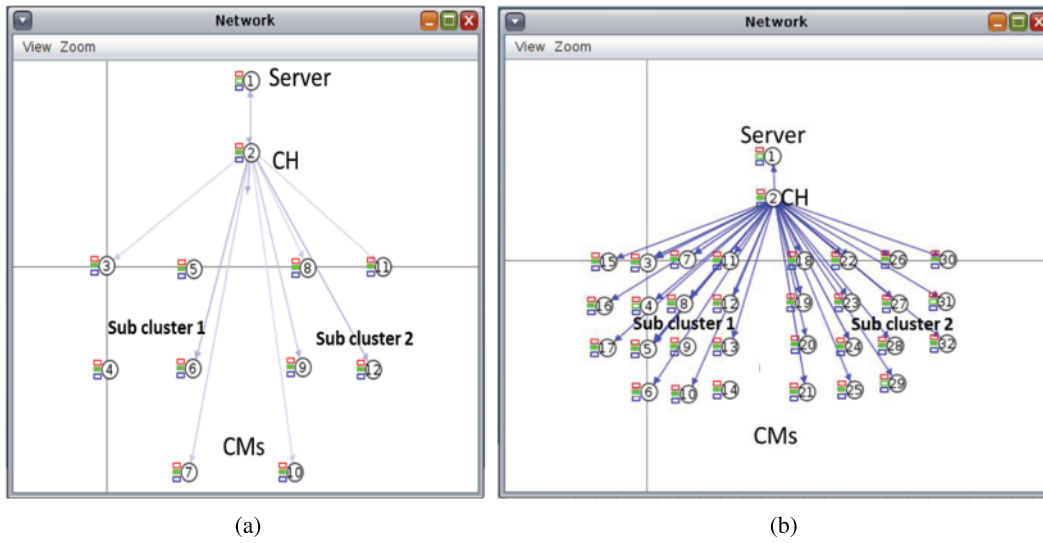 Network
View Zoom
1 Server
2 CH
3 5 8 11
Sub cluster 1 Sub cluster 2
4 6 9 12
CMs
7 10
(a)
Network
View Zoom
Server
1
2 CH
15 3 7 11 18 22 26 30
16 4 8 12 19 23 27 31
Sub cluster 1 Sub cluster 2
17 5 9 13 20 24 28 32
6 10 14 21 25 29
CMs
(b)